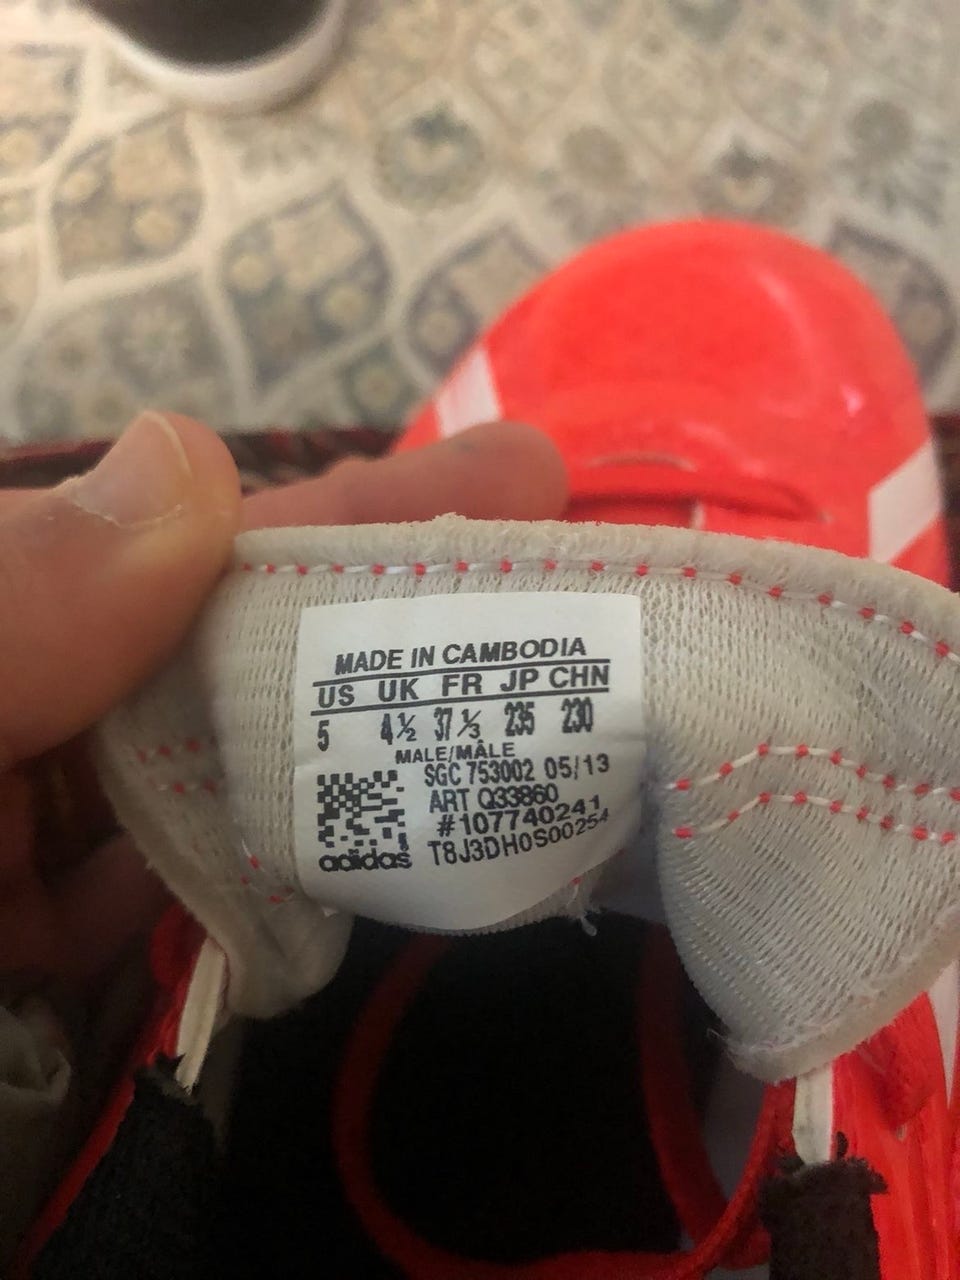 MADE IN CAMBODIA
US UK FR JP CHN
5 4½ 37⅓ 235 230
MALE/MÂLE
SGC 753002 05/13
ART Q33860
#107740241
T8J3DH0S00254
adidas